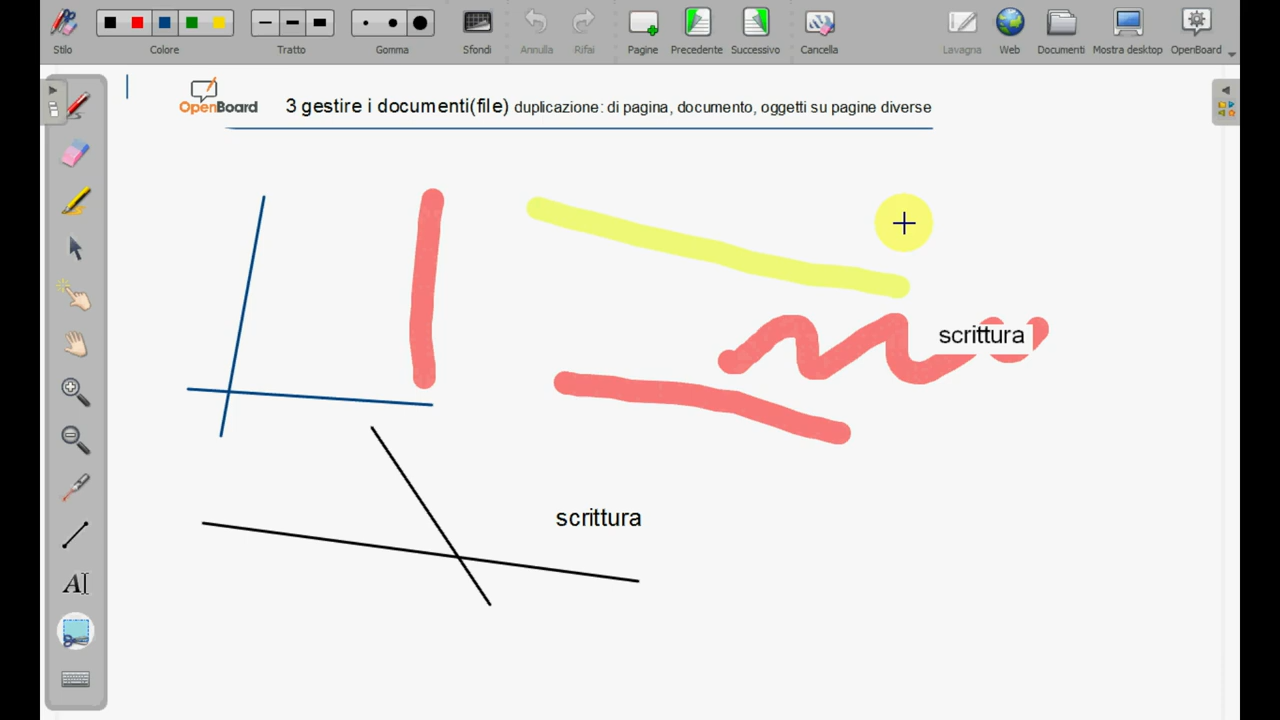 Stilo Colore Tratto Gomma Sfondi Annulla Rifai Pagine Precedente Successivo Cancella Lavagna Web Documenti Mostra desktop OpenBoard
OpenBoard 3 gestire i documenti(file) duplicazione: di pagina, documento, oggetti su pagine diverse
scrittura
scrittura
A